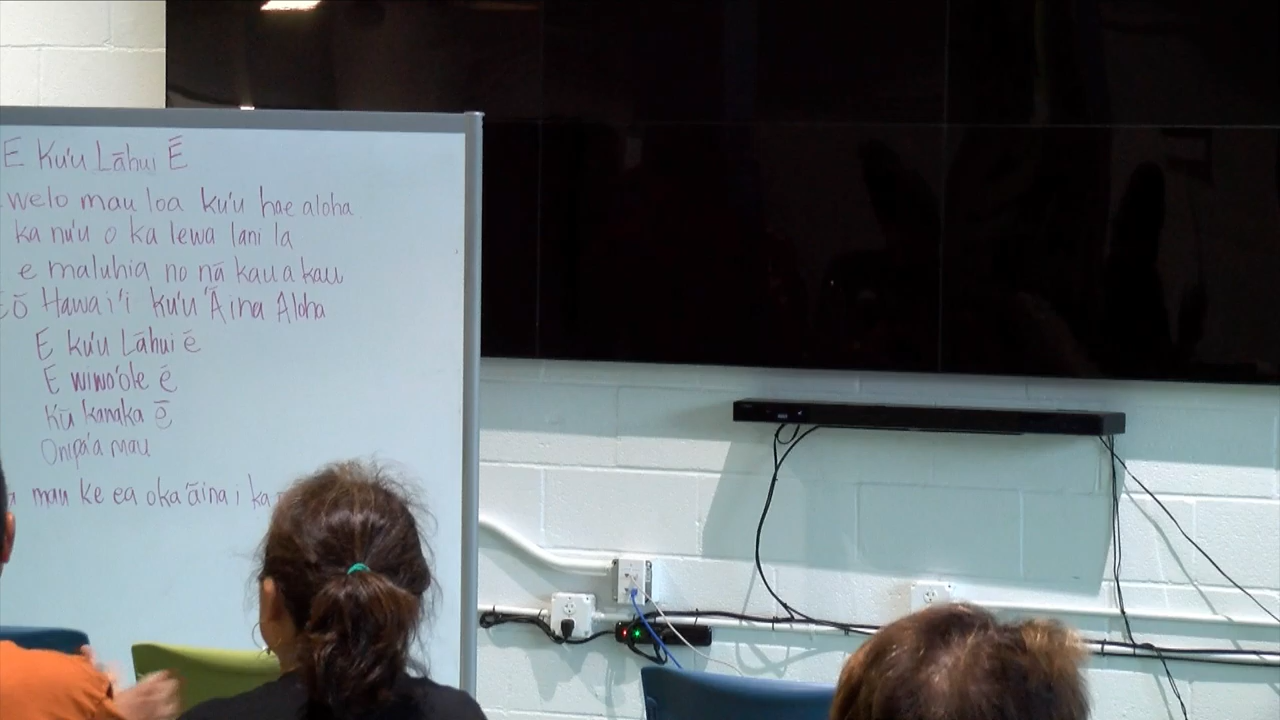 E Ku'u Lāhui Ē
welo mau loa ku'u hae aloha
ka nu'u o ka lewa lani la
e maluhia no nā kau a kau
Eō Hawai'i ku'u 'Āina Aloha
E ku'u Lāhui ē
E wiwo'ole ē
Kū kanaka ē
Onipa'a mau
mau ke ea o ka 'āina i ka